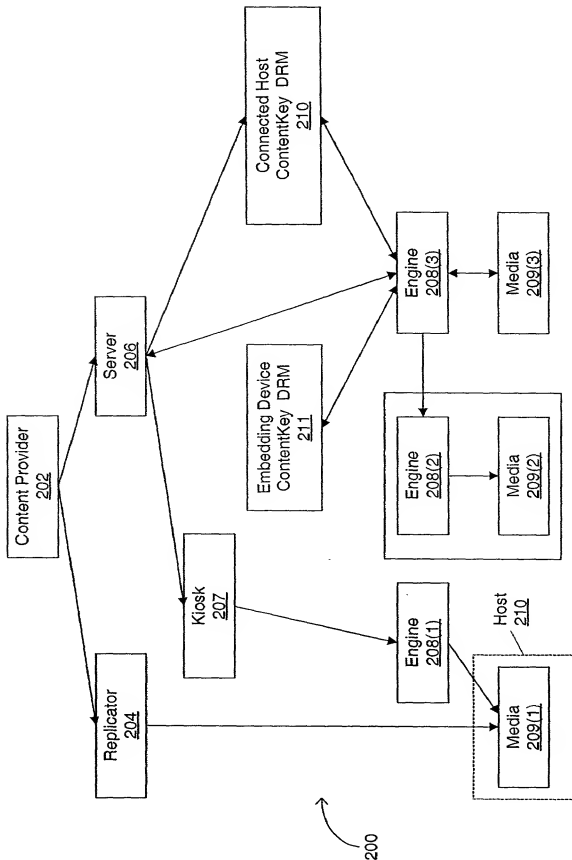 Content Provider
202
Replicator
204
Server
206
Kiosk
207
Connected Host
ContentKey DRM
210
Embedding Device
ContentKey DRM
211
Engine
208(1)
Engine
208(2)
Engine
208(3)
Host
210
Media
209(1)
Media
209(2)
Media
209(3)
200